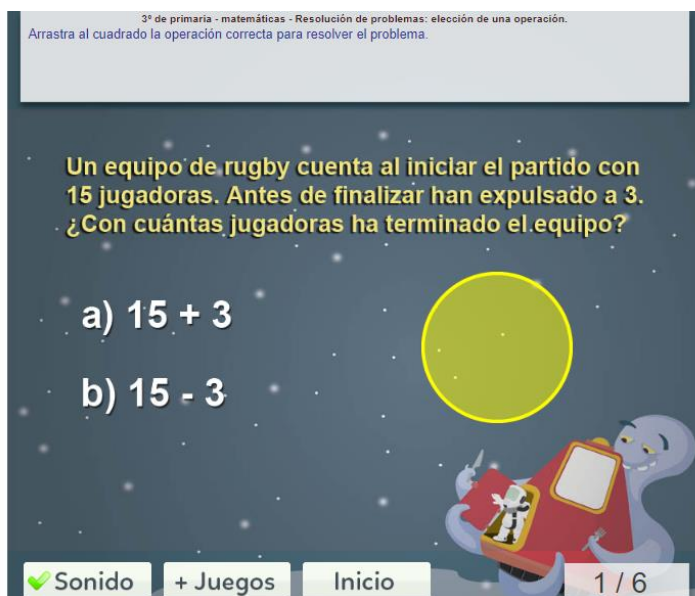 3º de primaria - matemáticas - Resolución de problemas: elección de una operación.
Arrastra al cuadrado la operación correcta para resolver el problema.
Un equipo de rugby cuenta al iniciar el partido con
15 jugadoras. Antes de finalizar han expulsado a 3.
¿Con cuántas jugadoras ha terminado el equipo?
a) 15 + 3
b) 15 - 3
Sonido
+ Juegos
Inicio
1 / 6